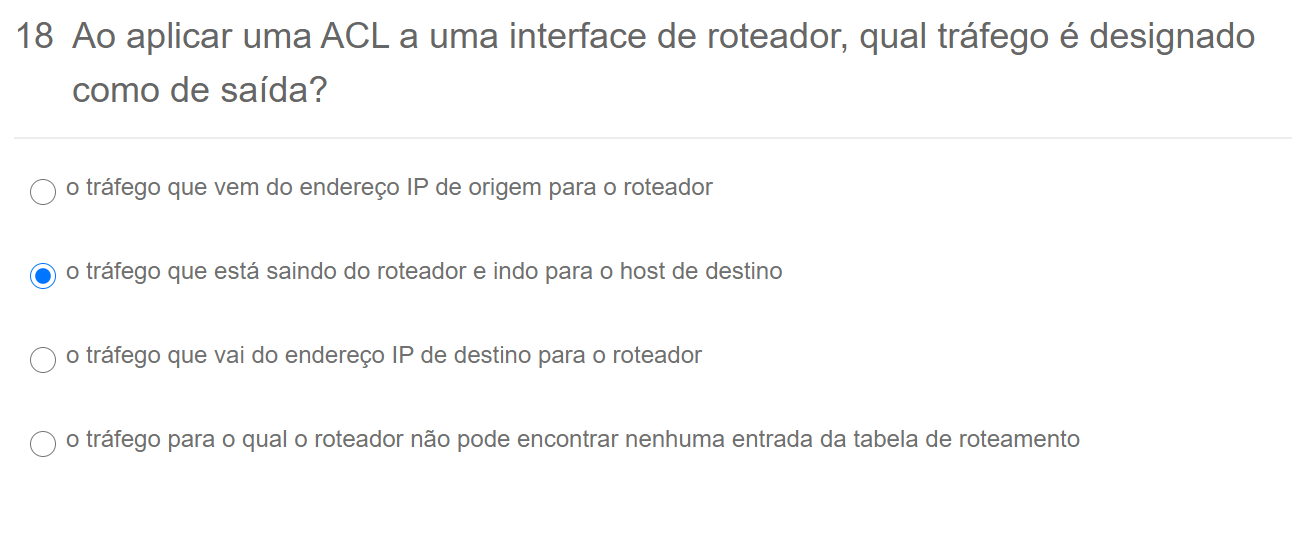 18 Ao aplicar uma ACL a uma interface de roteador, qual tráfego é designado
como de saída?
o tráfego que vem do endereço IP de origem para o roteador
o tráfego que está saindo do roteador e indo para o host de destino
o tráfego que vai do endereço IP de destino para o roteador
o tráfego para o qual o roteador não pode encontrar nenhuma entrada da tabela de roteamento